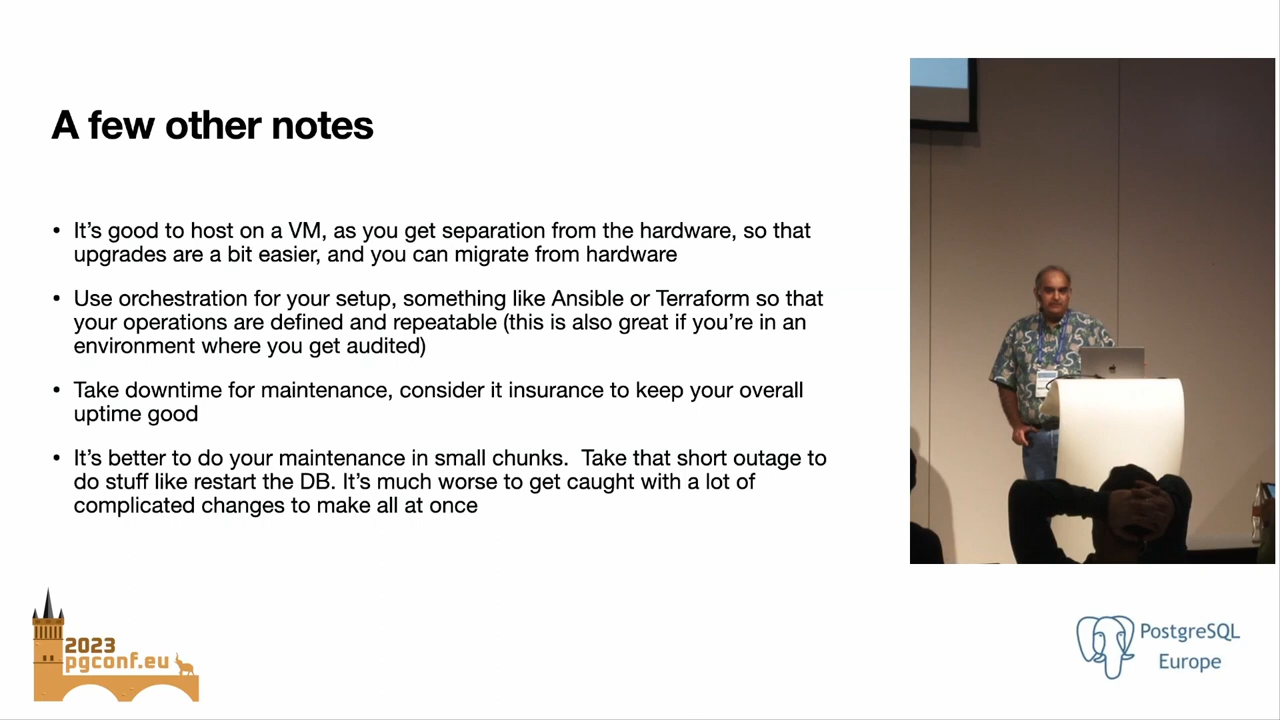 A few other notes
• It’s good to host on a VM, as you get separation from the hardware, so that
upgrades are a bit easier, and you can migrate from hardware
• Use orchestration for your setup, something like Ansible or Terraform so that
your operations are defined and repeatable (this is also great if you’re in an
environment where you get audited)
• Take downtime for maintenance, consider it insurance to keep your overall
uptime good
• It’s better to do your maintenance in small chunks.  Take that short outage to
do stuff like restart the DB. It’s much worse to get caught with a lot of
complicated changes to make all at once
2023
pgconf.eu
PostgreSQL
Europe